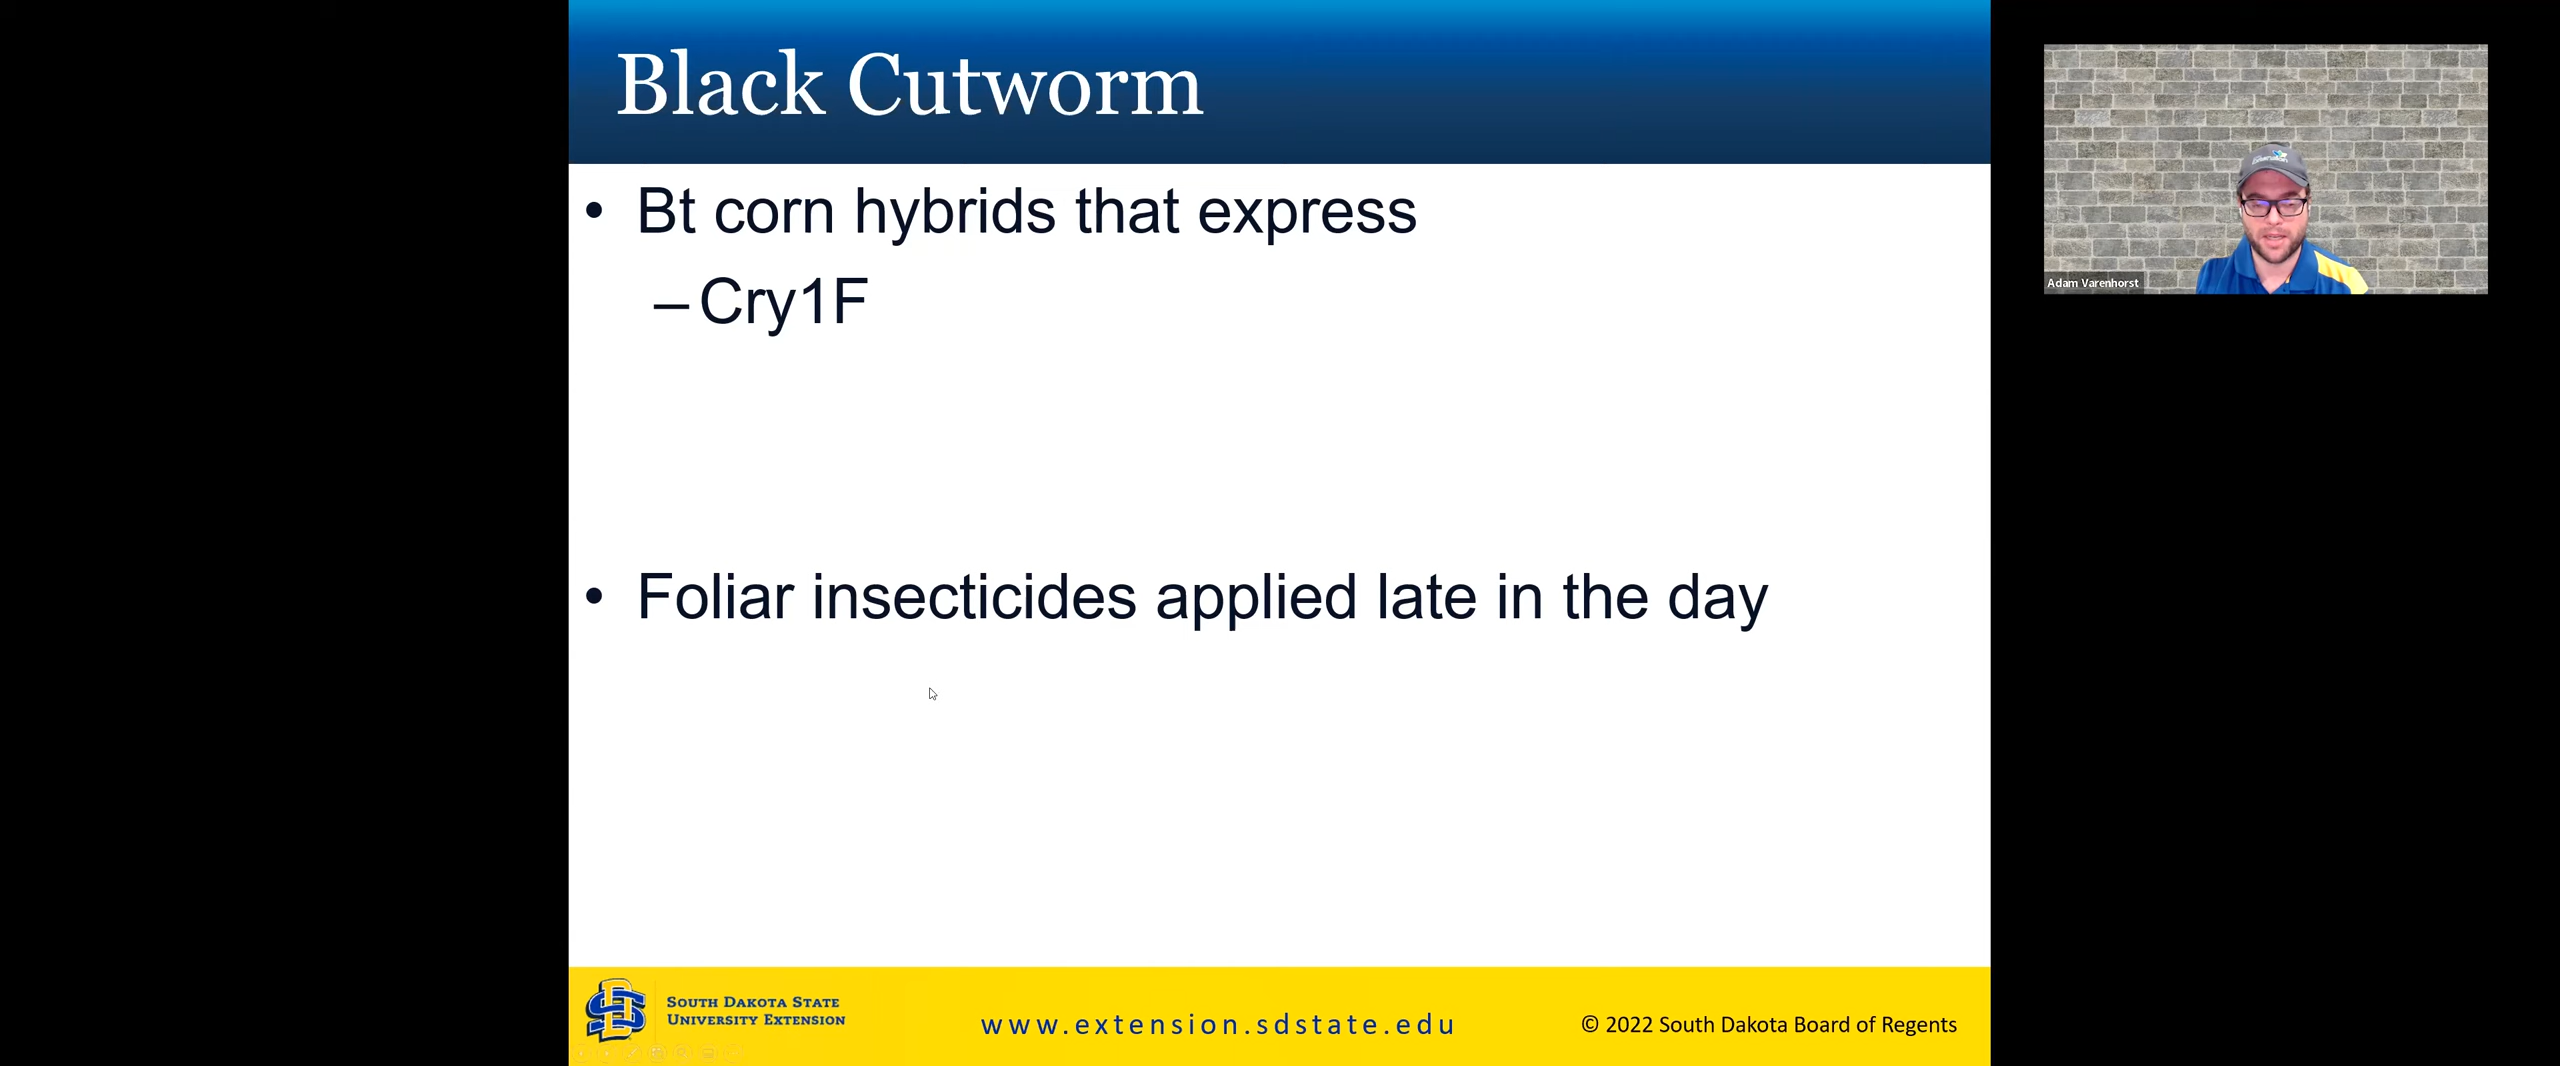 Black Cutworm
• Bt corn hybrids that express
– Cry1F
• Foliar insecticides applied late in the day
SOUTH DAKOTA STATE
UNIVERSITY EXTENSION
www.extension.sdstate.edu
© 2022 South Dakota Board of Regents
Adam Varenhorst